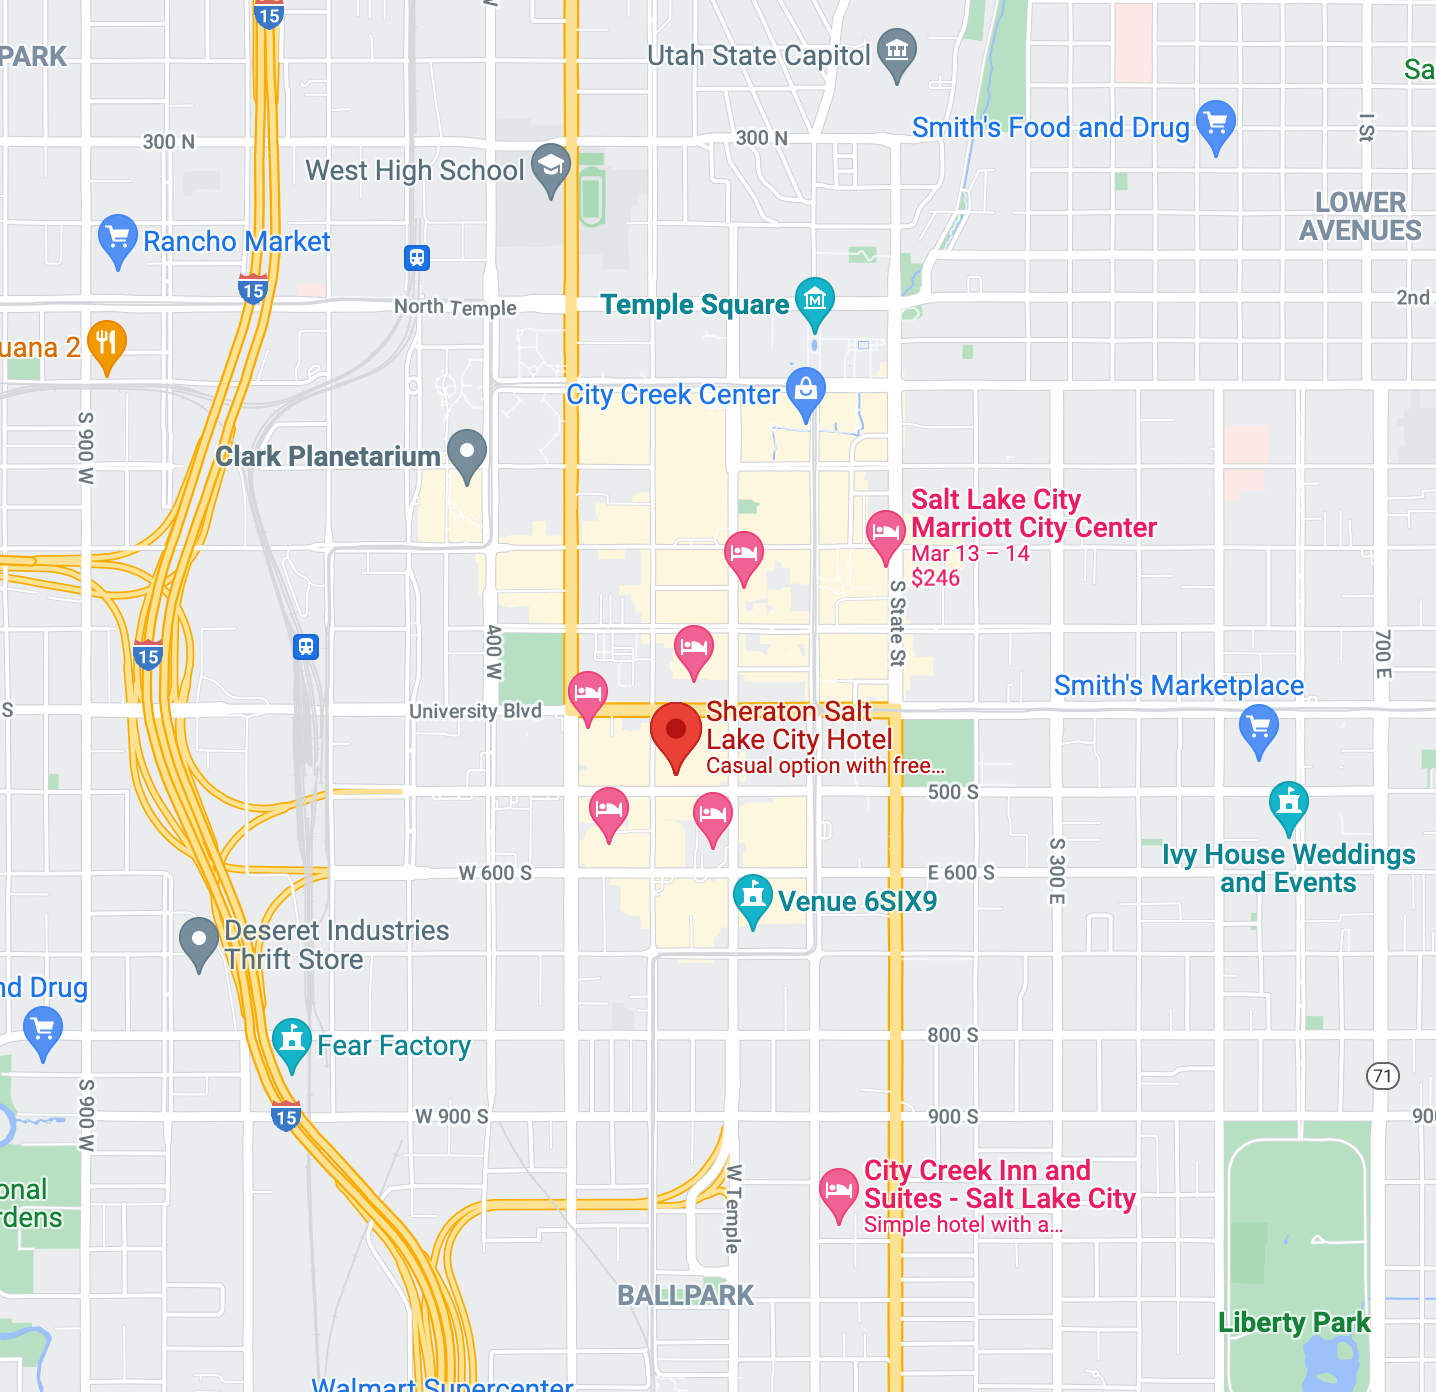 15
PARK
Utah State Capitol
Sa
Smith's Food and Drug
300 N
300 N
I St
West High School
LOWER
AVENUES
Rancho Market
15
North Temple
Temple Square
2nd
uana 2
City Creek Center
S 900 W
Clark Planetarium
Salt Lake City
Marriott City Center
Mar 13 – 14
$246
S State St
400 W
700 E
15
Smith's Marketplace
S
University Blvd
Sheraton Salt
Lake City Hotel
Casual option with free...
500 S
S 300 E
Ivy House Weddings
and Events
W 600 S
E 600 S
Venue 6SIX9
Deseret Industries
Thrift Store
nd Drug
Fear Factory
800 S
71
S 900 W
15
W 900 S
900 S
900
City Creek Inn and
Suites - Salt Lake City
Simple hotel with a...
W Temple
onal
rdens
BALLPARK
Liberty Park
Walmart Supercenter